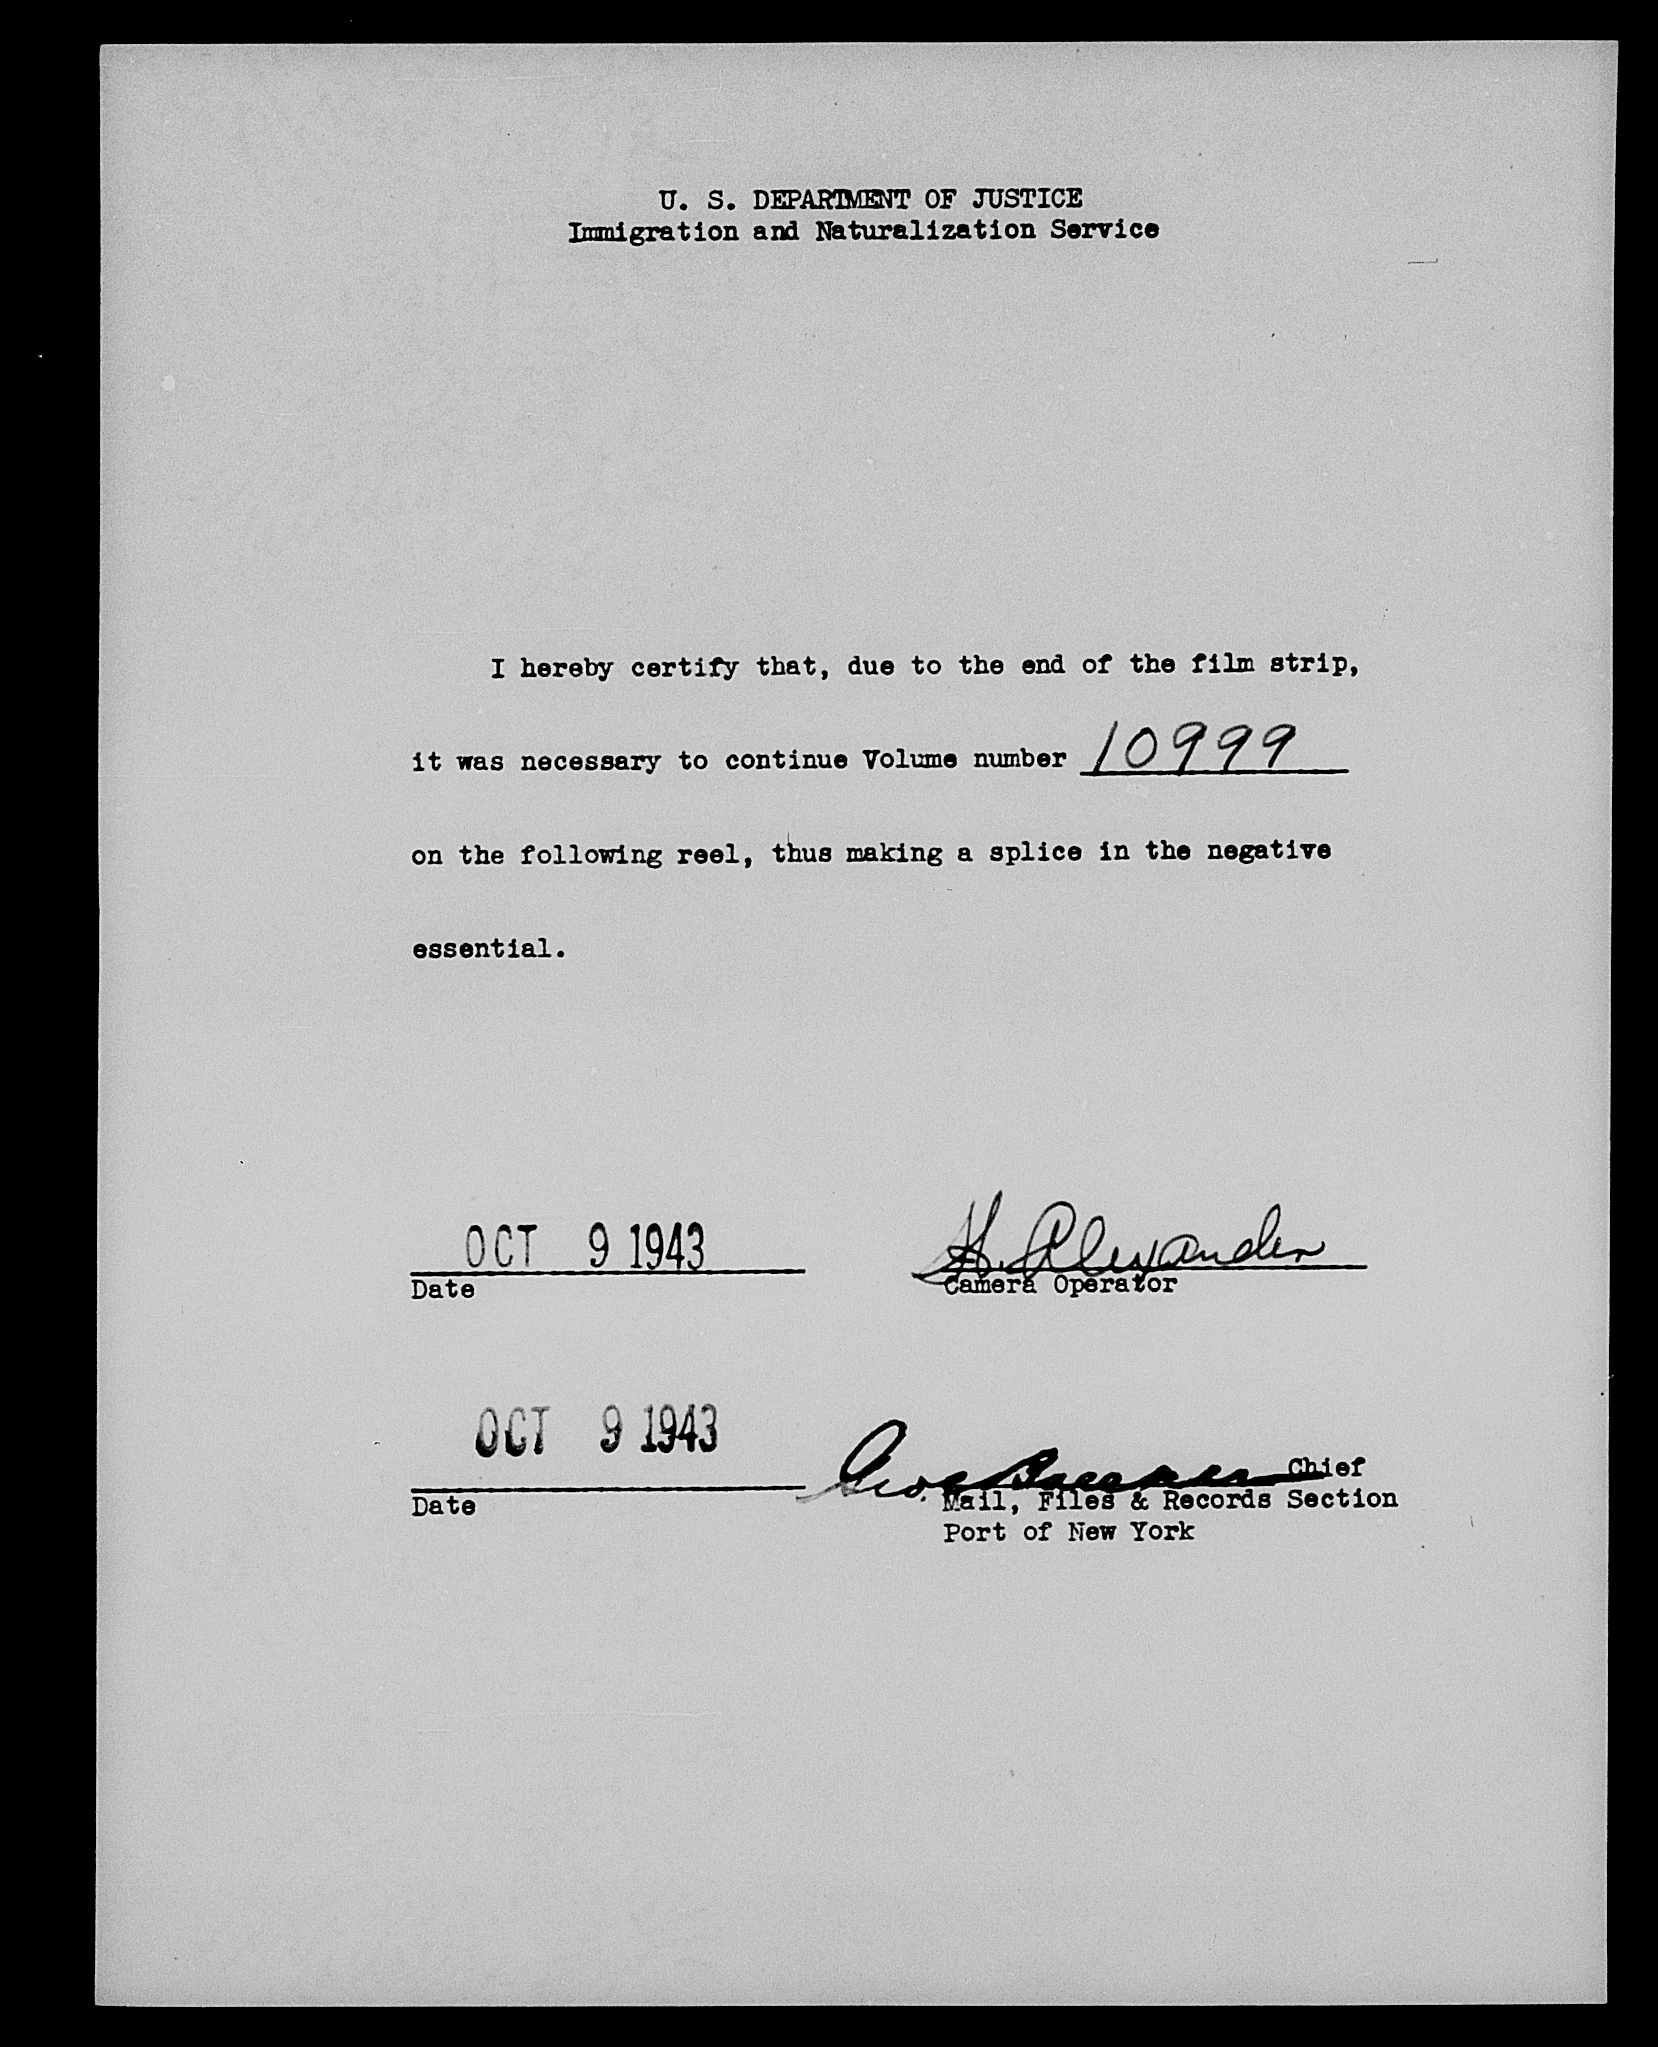 U. S. DEPARTMENT OF JUSTICE
Immigration and Naturalization Service
I hereby certify that, due to the end of the film strip,
it was necessary to continue Volume number 10999
on the following reel, thus making a splice in the negative
essential.
OCT 9 1943 H. Alexander
Date Camera Operator
OCT 9 1943 Geo. Chief
Date Mail, Files & Records Section
Port of New York